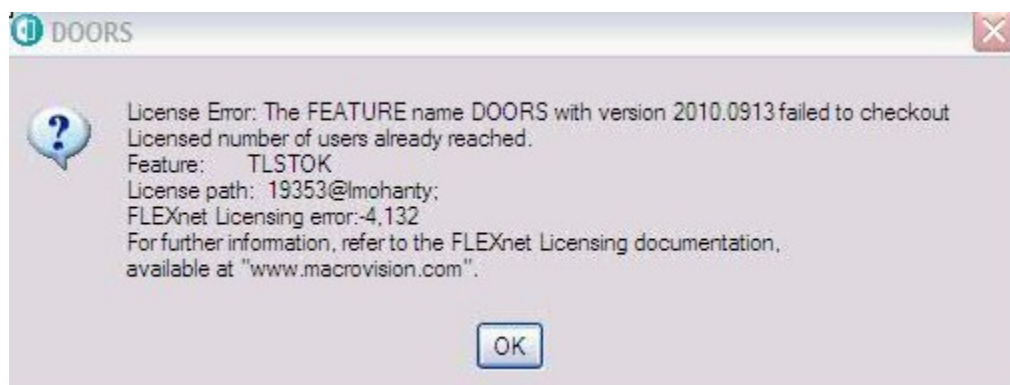 DOORS
License Error: The FEATURE name DOORS with version 2010.0913 failed to checkout
Licensed number of users already reached.
Feature: TLSTOK
License path: 19353@lmohanty;
FLEXnet Licensing error:-4,132
For further information, refer to the FLEXnet Licensing documentation,
available at "www.macrovision.com".
OK